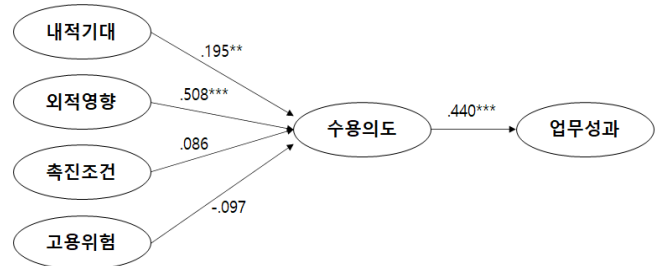 내적기대
.195**
외적영향
.508***
수용의도
.440***
업무성과
.086
촉진조건
-.097
고용위험